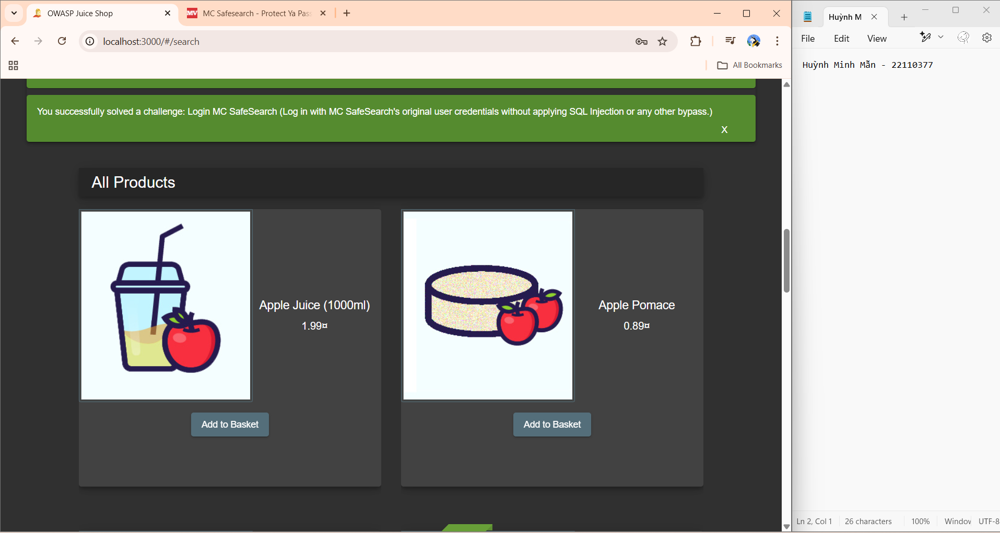 OWASP Juice Shop
MC Safesearch - Protect Ya Pass
localhost:3000/#/search
All Bookmarks
You successfully solved a challenge: Login MC SafeSearch (Log in with MC SafeSearch's original user credentials without applying SQL Injection or any other bypass.)
X
All Products
Apple Juice (1000ml)
1.99¤
Add to Basket
Apple Pomace
0.89¤
Add to Basket
Huỳnh M
File Edit View
Huỳnh Minh Mẫn - 22110377
Ln 2, Col 1 26 characters 100% Window UTF-8